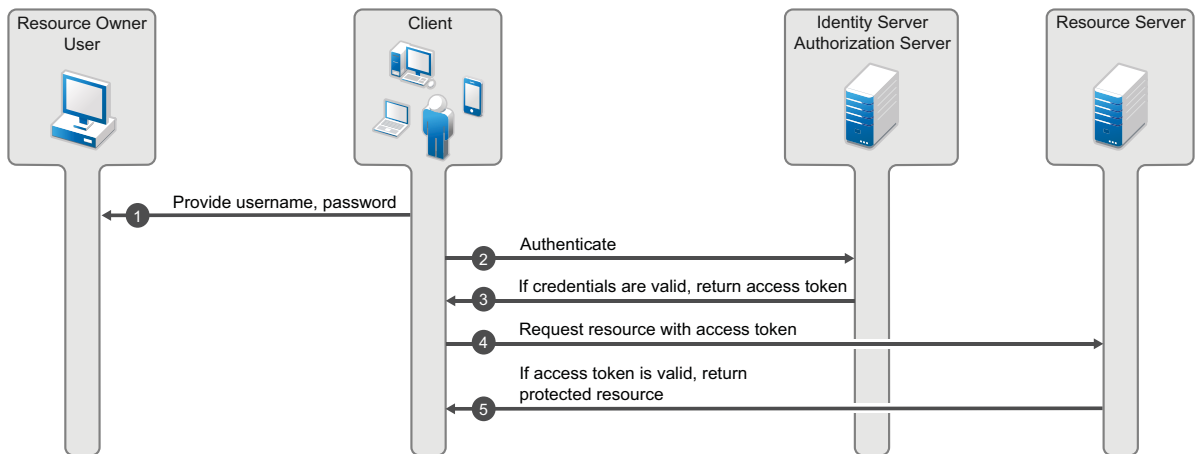 Resource Owner
User
Client
Identity Server
Authorization Server
Resource Server
Provide username, password
1
Authenticate
2
If credentials are valid, return access token
3
Request resource with access token
4
If access token is valid, return
protected resource
5